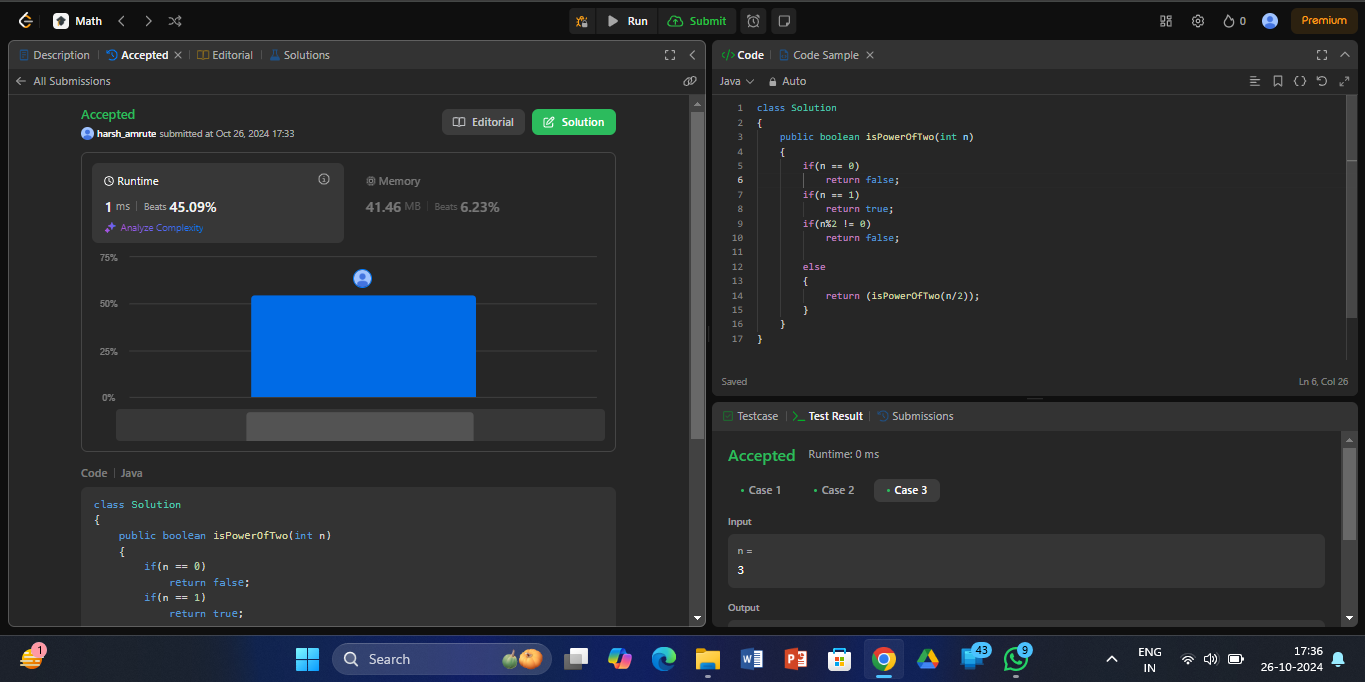 Math
Run
Submit
0
Premium
Description
Accepted
Editorial
Solutions
All Submissions
Accepted
harsh_amrute submitted at Oct 26, 2024 17:33
Editorial
Solution
Runtime
1 ms | Beats 45.09%
Analyze Complexity
Memory
41.46 MB | Beats 6.23%
75%
50%
25%
0%
Code | Java
class Solution
{
public boolean isPowerOfTwo(int n)
{
if(n == 0)
return false;
if(n == 1)
return true;
</> Code
Code Sample
Java
Auto
1 class Solution
2 {
3 public boolean isPowerOfTwo(int n)
4 {
5 if(n == 0)
6 return false;
7 if(n == 1)
8 return true;
9 if(n%2 != 0)
10 return false;
11
12 else
13 {
14 return (isPowerOfTwo(n/2));
15 }
16 }
17 }
Saved
Ln 6, Col 26
Testcase
Test Result
Submissions
Accepted
Runtime: 0 ms
• Case 1
• Case 2
• Case 3
Input
n =
3
Output
1
Search
43
9
ENG
IN
17:36
26-10-2024